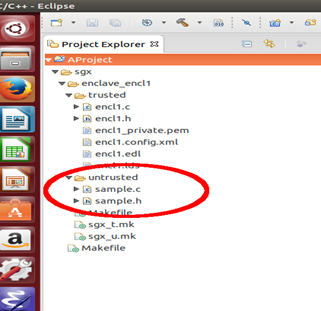 C/C++ - Eclipse
Project Explorer
AProject
sgx
enclave_encl1
trusted
encl1.c
encl1.h
encl1_private.pem
encl1.config.xml
encl1.edl
encl1.lds
untrusted
sample.c
sample.h
Makefile
sgx_t.mk
sgx_u.mk
Makefile